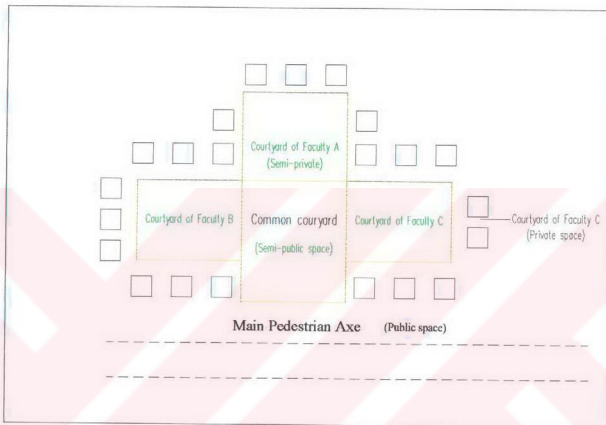 Courtyard of Faculty A
(Semi-private)
Courtyard of Faculty B
Common couryard
(Semi-public space)
Courtyard of Faculty C
Courtyard of Faculty C
(Private space)
Main Pedestrian Axe (Public space)